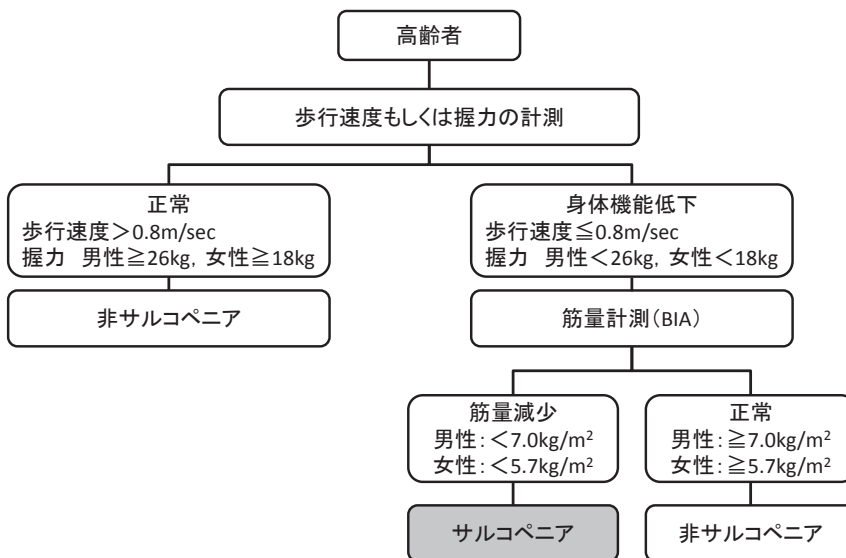 高齢者
歩行速度もしくは握力の計測
正常
歩行速度＞0.8m/sec
握力　男性≧26kg，女性≧18kg
非サルコペニア
身体機能低下
歩行速度≦0.8m/sec
握力　男性＜26kg，女性＜18kg
筋量計測（BIA）
筋量減少
男性：＜7.0kg/m²
女性：＜5.7kg/m²
サルコペニア
正常
男性：≧7.0kg/m²
女性：≧5.7kg/m²
非サルコペニア